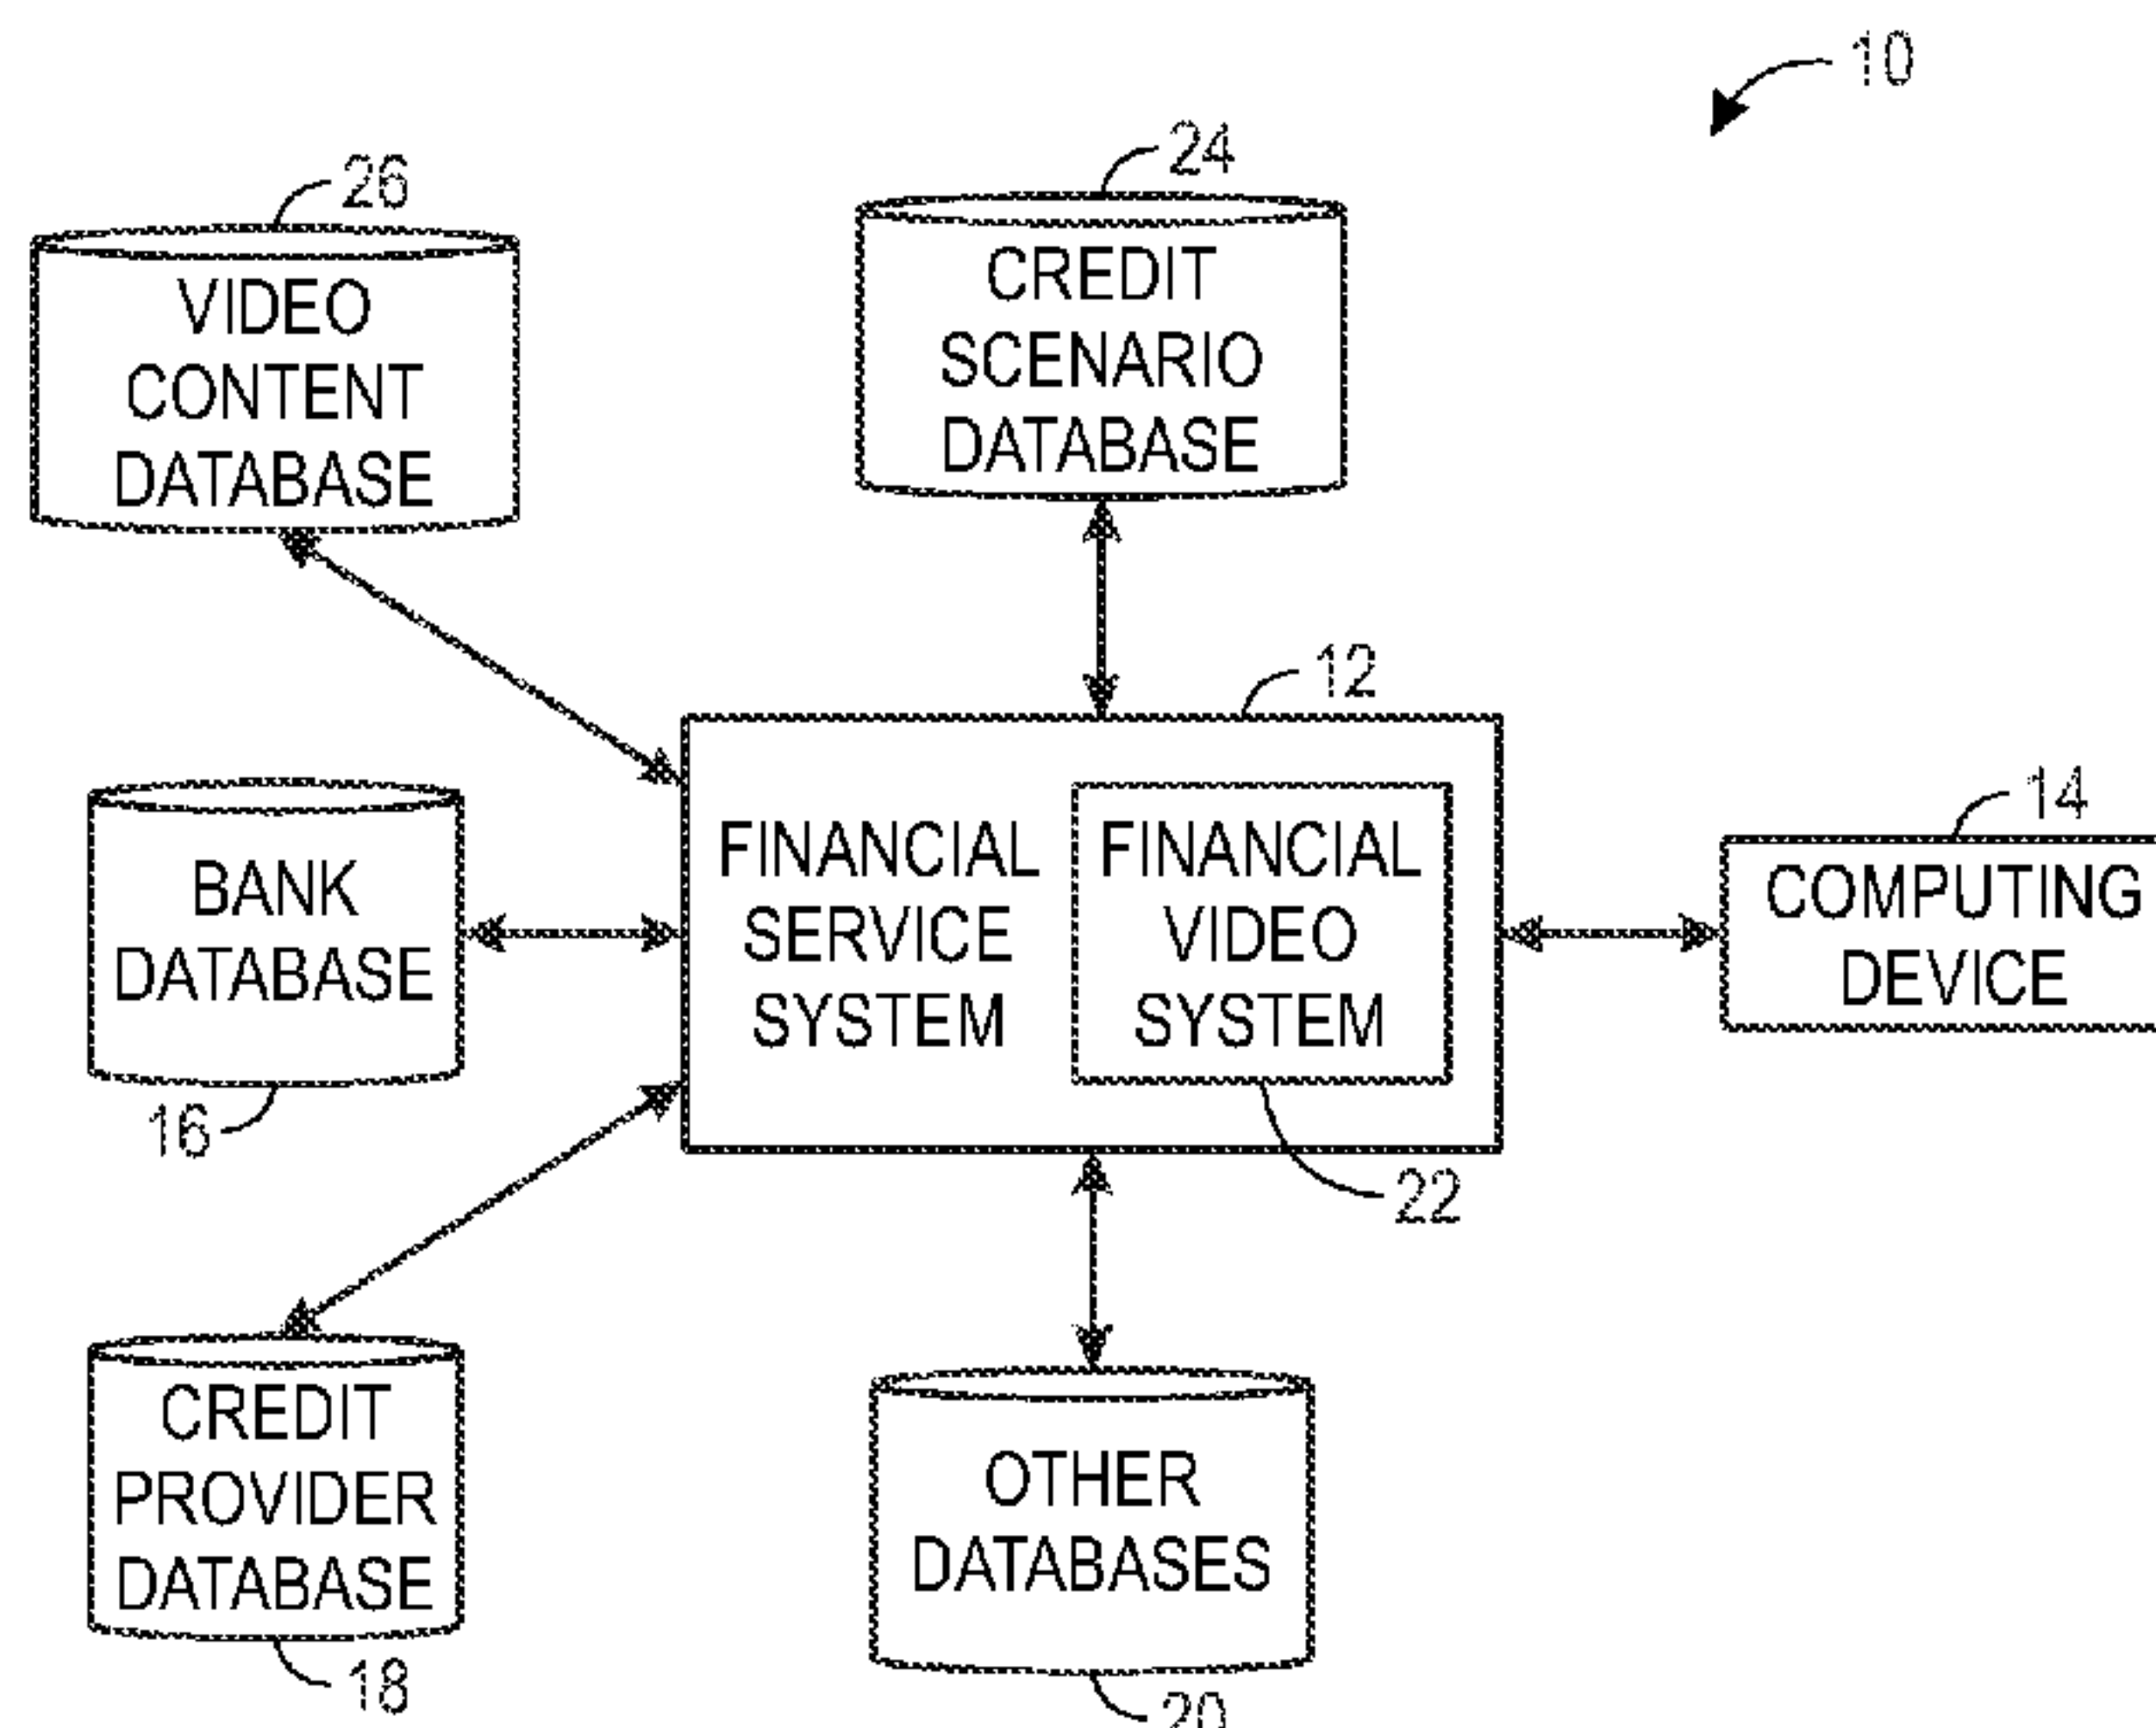 10
26
VIDEO
CONTENT
DATABASE
24
CREDIT
SCENARIO
DATABASE
12
FINANCIAL
SERVICE
SYSTEM
FINANCIAL
VIDEO
SYSTEM
22
14
COMPUTING
DEVICE
BANK
DATABASE
16
CREDIT
PROVIDER
DATABASE
18
OTHER
DATABASES
20